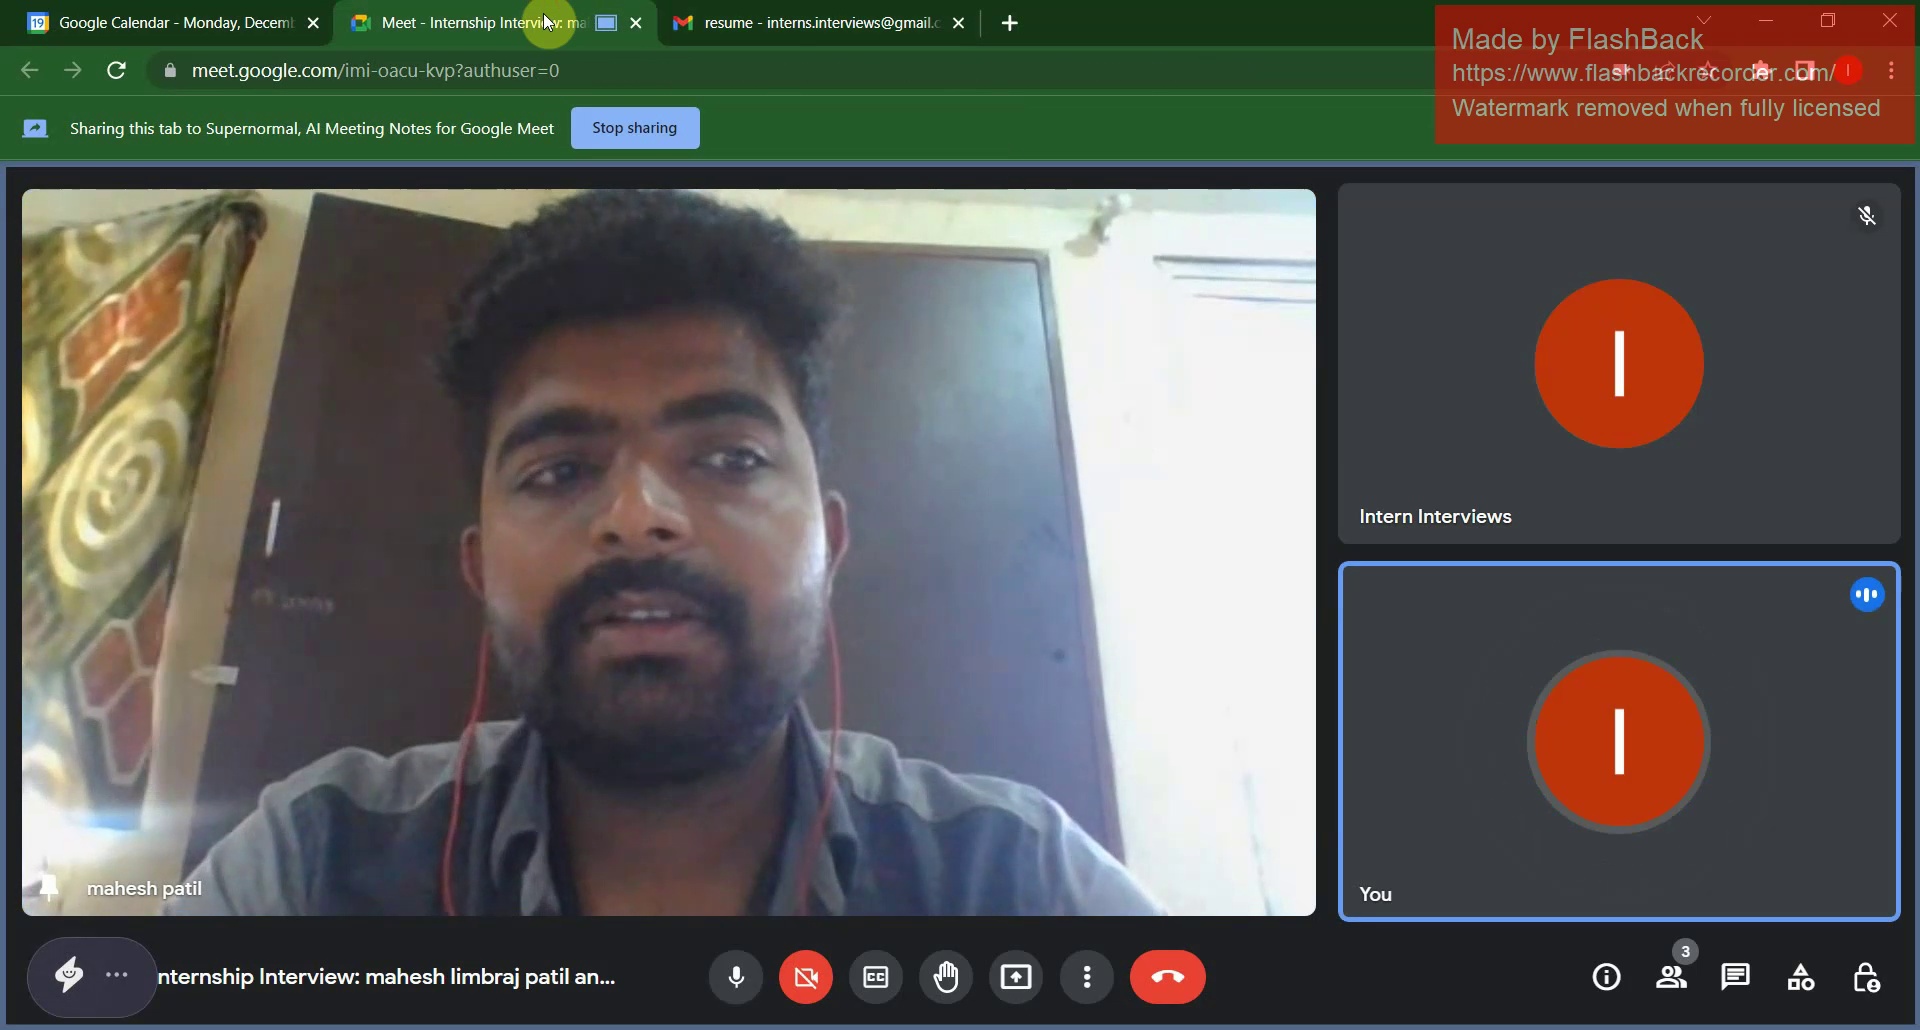 19 Google Calendar - Monday, Decem
Meet - Internship Interview: ma
resume - interns.interviews@gmail.c
meet.google.com/imi-oacu-kvp?authuser=0
Made by FlashBack
https://www.flashbackrecorder.com/
Watermark removed when fully licensed
Sharing this tab to Supernormal, AI Meeting Notes for Google Meet
Stop sharing
I
I
Intern Interviews
I
You
mahesh patil
nternship Interview: mahesh limbraj patil an...
CC
3